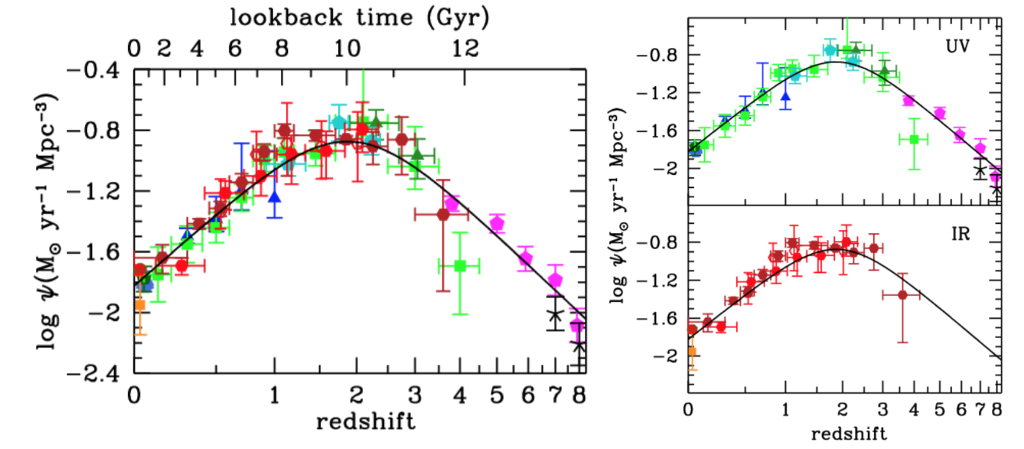 lookback time (Gyr)
0 2 4 6 8 10 12
−0.4
−0.8
−1.2
−1.6
−2
−2.4
log ψ(M⊙ yr⁻¹ Mpc⁻³)
0 1 2 3 4 5 6 7 8
redshift
UV
−0.8
−1.2
−1.6
−2
IR
−0.8
−1.2
−1.6
−2
log ψ(M⊙ yr⁻¹ Mpc⁻³)
0 1 2 3 4 5 6 7 8
redshift